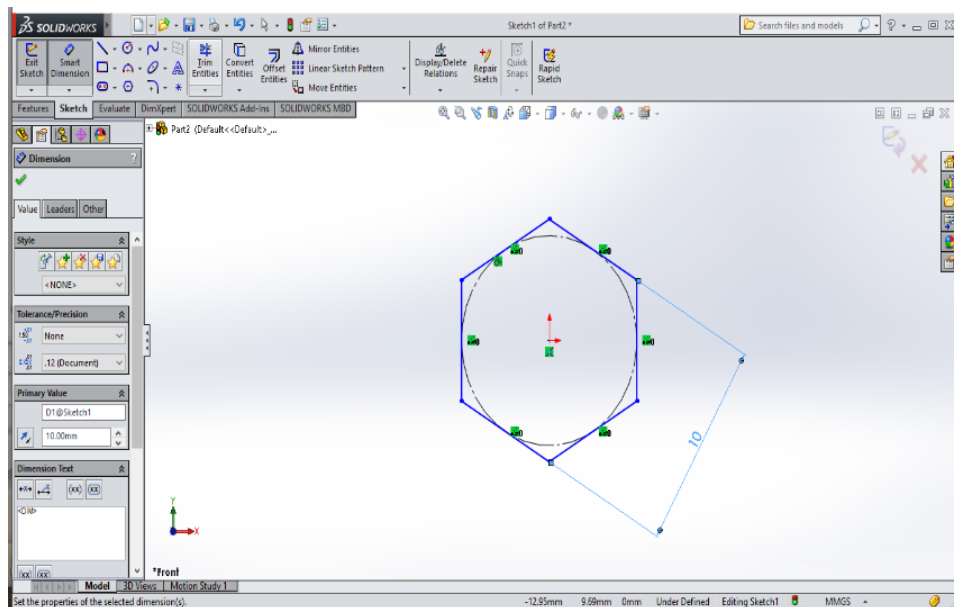 SOLIDWORKS
Sketch1 of Part2 *
Search files and models
Exit Sketch
Smart Dimension
Trim Entities
Convert Entities
Offset Entities
Mirror Entities
Linear Sketch Pattern
Move Entities
Display/Delete Relations
Repair Sketch
Quick Snaps
Rapid Sketch
Features Sketch Evaluate DimXpert SOLIDWORKS Add-Ins SOLIDWORKS MBD
Part2 (Default<<Default>_...
Dimension ?
Value Leaders Other
Style
<NONE>
Tolerance/Precision
None
.12 (Document)
Primary Value
D1@Sketch1
10.00mm
Dimension Text
(xx) (xx)
<DIM>
10
Y
X
*Front
Model 3D Views Motion Study 1
Set the properties of the selected dimension(s).
-12.95mm 9.69mm 0mm Under Defined Editing Sketch1 MMGS